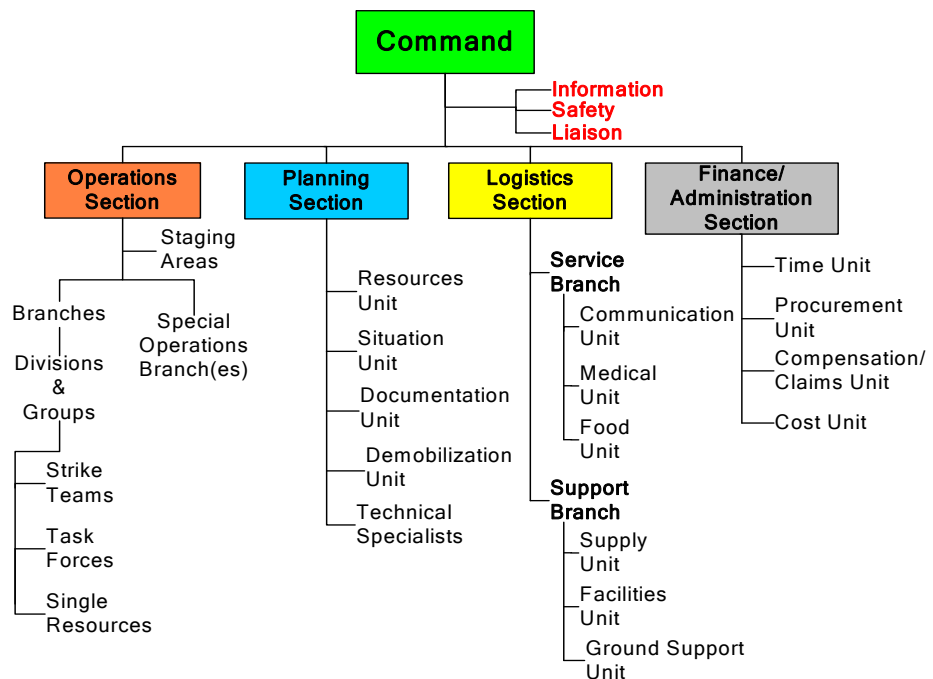 Command
Information
Safety
Liaison
Operations
Section
Staging
Areas
Branches
Special
Operations
Branch(es)
Divisions
&
Groups
Strike
Teams
Task
Forces
Single
Resources
Planning
Section
Resources
Unit
Situation
Unit
Documentation
Unit
Demobilization
Unit
Technical
Specialists
Logistics
Section
Service
Branch
Communication
Unit
Medical
Unit
Food
Unit
Support
Branch
Supply
Unit
Facilities
Unit
Ground Support
Unit
Finance/
Administration
Section
Time Unit
Procurement
Unit
Compensation/
Claims Unit
Cost Unit